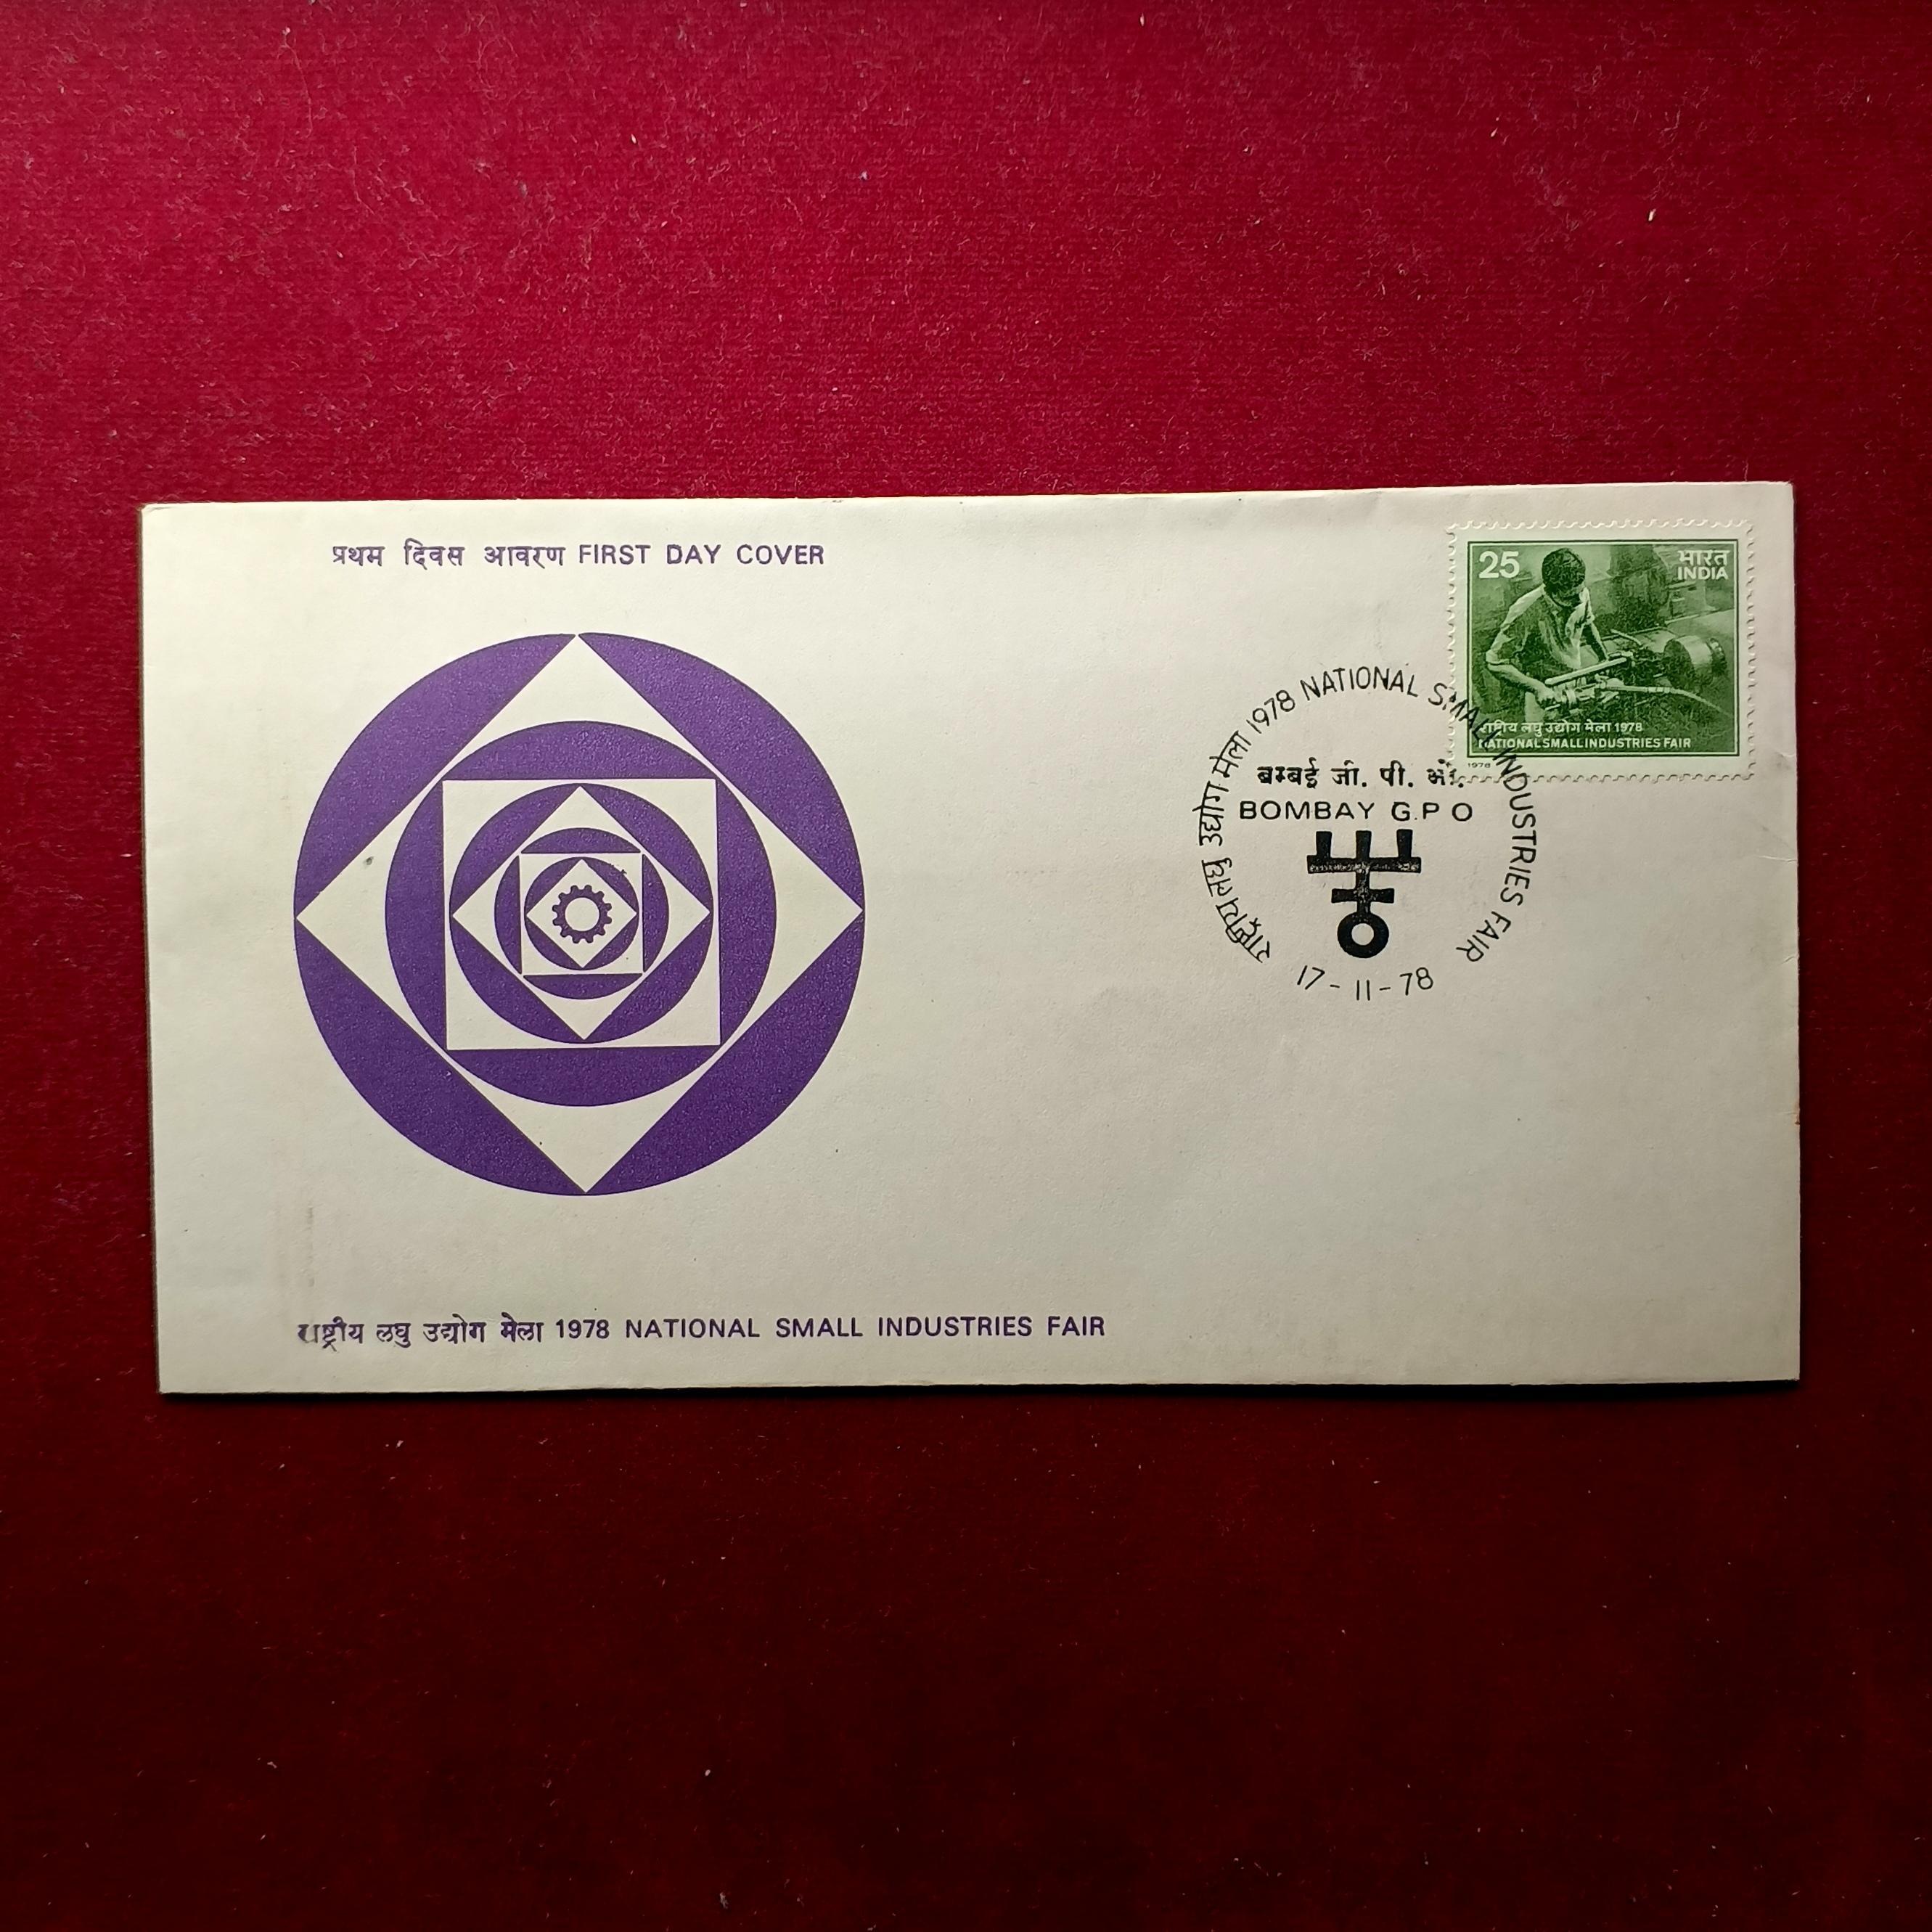 प्रथम दिवस आवरण FIRST DAY COVER
25
भारत
INDIA
राष्ट्रीय लघु उद्योग मेला 1978
NATIONAL SMALL INDUSTRIES FAIR
1978
राष्ट्रीय लघु उद्योग मेला 1978 NATIONAL SMALL INDUSTRIES FAIR
बम्बई जी. पी. ओ.
BOMBAY G.P O
17-11-78
राष्ट्रीय लघु उद्योग मेला 1978 NATIONAL SMALL INDUSTRIES FAIR